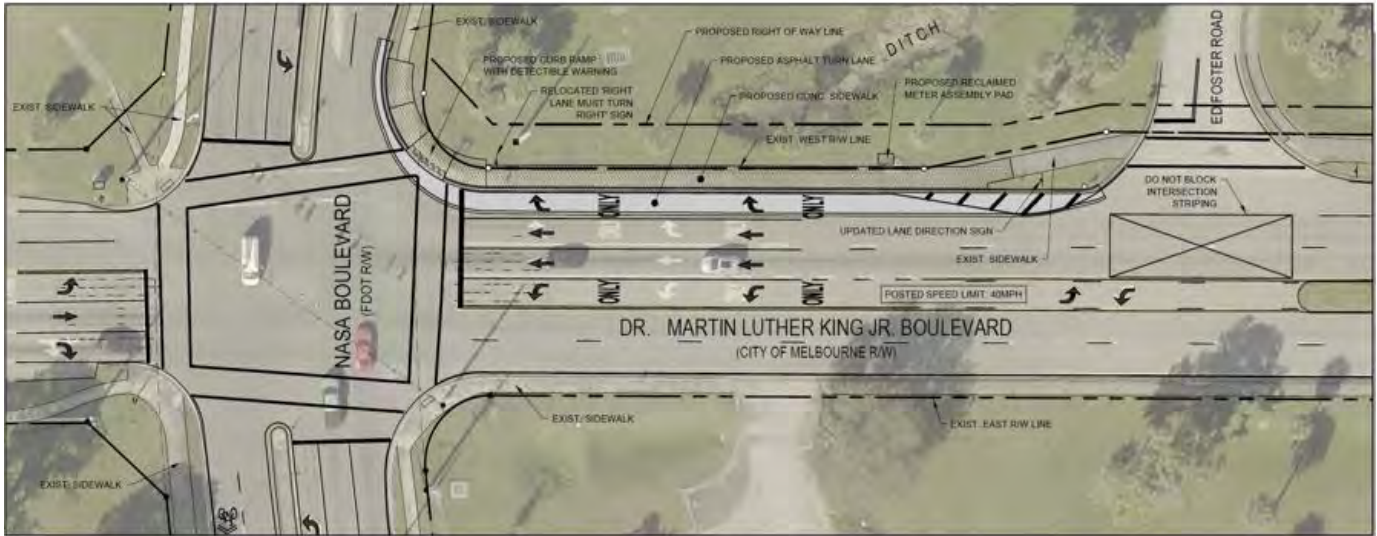 EXIST. SIDEWALK
PROPOSED RIGHT OF WAY LINE
DITCH
PROPOSED CURB RAMP
WITH DETECTIBLE WARNING
PROPOSED ASPHALT TURN LANE
EXIST. SIDEWALK
RELOCATED 'RIGHT
LANE MUST TURN
RIGHT' SIGN
PROPOSED CONC. SIDEWALK
PROPOSED RECLAIMED
METER ASSEMBLY PAD
EDFOSTER ROAD
EXIST. WEST R/W LINE
DO NOT BLOCK
INTERSECTION
STRIPING
ONLY
ONLY
UPDATED LANE DIRECTION SIGN
EXIST. SIDEWALK
NASA BOULEVARD
(FDOT R/W)
ONLY
ONLY
POSTED SPEED LIMIT: 40MPH
DR. MARTIN LUTHER KING JR. BOULEVARD
(CITY OF MELBOURNE R/W)
EXIST. SIDEWALK
EXIST. EAST R/W LINE
EXIST. SIDEWALK